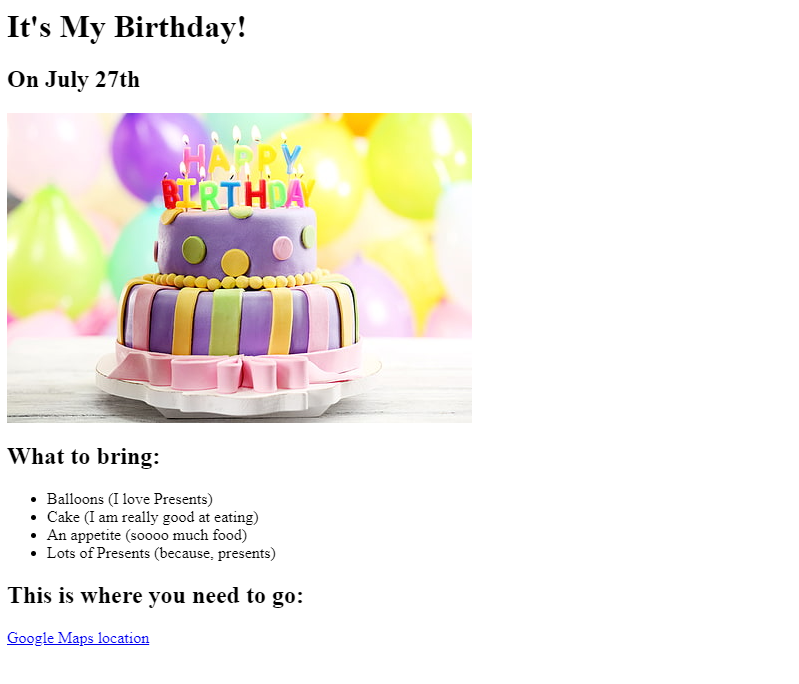 It's My Birthday!
On July 27th
HAPPY
BIRTHDAY
What to bring:
Balloons (I love Presents)
Cake (I am really good at eating)
An appetite (soooo much food)
Lots of Presents (because, presents)
This is where you need to go:
Google Maps location